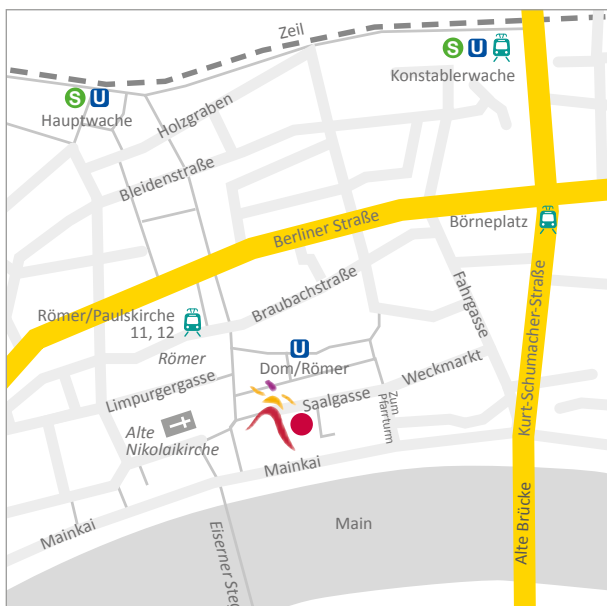 Zeil
S U
Konstablerwache
S U
Hauptwache
Holzgraben
Bleidenstraße
Berliner Straße
Börneplatz
Braubachstraße
Fahrgasse
Kurt-Schumacher-Straße
Römer/Paulskirche
11, 12
Römer
U
Dom/Römer
Limpurgergasse
Saalgasse
Weckmarkt
Zum
Pfarrturm
Alte
Nikolaikirche
Mainkai
Mainkai
Main
Alte Brücke
Eiserner Steg